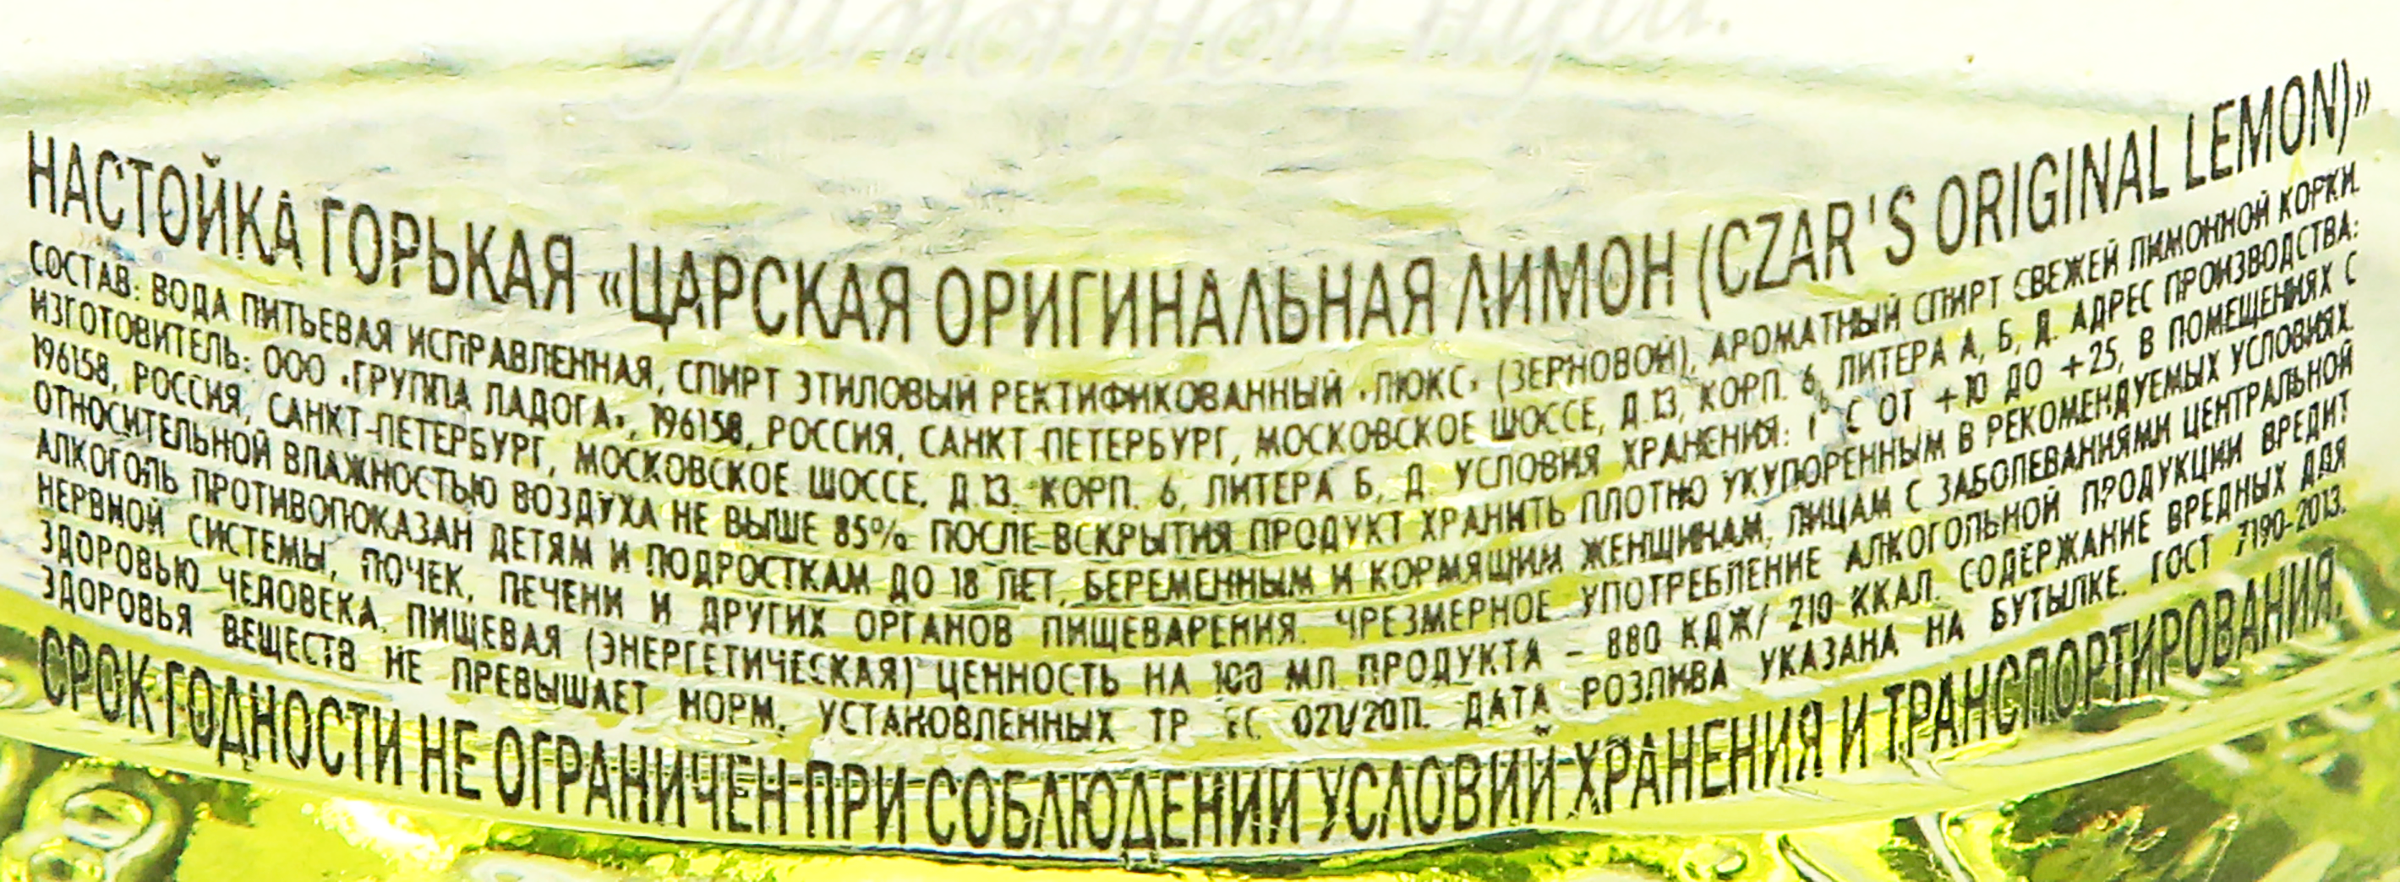 лимонной
НАСТОЙКА ГОРЬКАЯ «ЦАРСКАЯ ОРИГИНАЛЬНАЯ ЛИМОН (CZAR'S ORIGINAL LEMON)»
СОСТАВ: ВОДА ПИТЬЕВАЯ ИСПРАВЛЕННАЯ, СПИРТ ЭТИЛОВЫЙ РЕКТИФИКОВАННЫЙ «ЛЮКС» (ЗЕРНОВОЙ), АРОМАТНЫЙ СПИРТ СВЕЖЕЙ ЛИМОННОЙ КОРКИ.
ИЗГОТОВИТЕЛЬ: ООО «ГРУППА ЛАДОГА», 196158, РОССИЯ, САНКТ-ПЕТЕРБУРГ, МОСКОВСКОЕ ШОССЕ, Д.13, КОРП. 6, ЛИТЕРА А, Б, Д. АДРЕС ПРОИЗВОДСТВА:
196158, РОССИЯ, САНКТ-ПЕТЕРБУРГ, МОСКОВСКОЕ ШОССЕ, Д.13, КОРП. 6, ЛИТЕРА Б, Д. УСЛОВИЯ ХРАНЕНИЯ: t° С ОТ +10 ДО +25, В ПОМЕЩЕНИЯХ С
ОТНОСИТЕЛЬНОЙ ВЛАЖНОСТЬЮ ВОЗДУХА НЕ ВЫШЕ 85%. ПОСЛЕ ВСКРЫТИЯ ПРОДУКТ ХРАНИТЬ ПЛОТНО УКУПОРЕННЫМ В РЕКОМЕНДУЕМЫХ УСЛОВИЯХ.
АЛКОГОЛЬ ПРОТИВОПОКАЗАН ДЕТЯМ И ПОДРОСТКАМ ДО 18 ЛЕТ, БЕРЕМЕННЫМ И КОРМЯЩИМ ЖЕНЩИНАМ, ЛИЦАМ С ЗАБОЛЕВАНИЯМИ ЦЕНТРАЛЬНОЙ
НЕРВНОЙ СИСТЕМЫ, ПОЧЕК, ПЕЧЕНИ И ДРУГИХ ОРГАНОВ ПИЩЕВАРЕНИЯ. ЧРЕЗМЕРНОЕ УПОТРЕБЛЕНИЕ АЛКОГОЛЬНОЙ ПРОДУКЦИИ ВРЕДИТ
ЗДОРОВЬЮ ЧЕЛОВЕКА. ПИЩЕВАЯ (ЭНЕРГЕТИЧЕСКАЯ) ЦЕННОСТЬ НА 100 МЛ ПРОДУКТА – 880 КДЖ/ 210 ККАЛ. СОДЕРЖАНИЕ ВРЕДНЫХ ДЛЯ
ЗДОРОВЬЯ ВЕЩЕСТВ НЕ ПРЕВЫШАЕТ НОРМ, УСТАНОВЛЕННЫХ ТР ЕС 021/2011. ДАТА РОЗЛИВА УКАЗАНА НА БУТЫЛКЕ. ГОСТ 7190-2013.
СРОК ГОДНОСТИ НЕ ОГРАНИЧЕН ПРИ СОБЛЮДЕНИИ УСЛОВИЙ ХРАНЕНИЯ И ТРАНСПОРТИРОВАНИЯ.